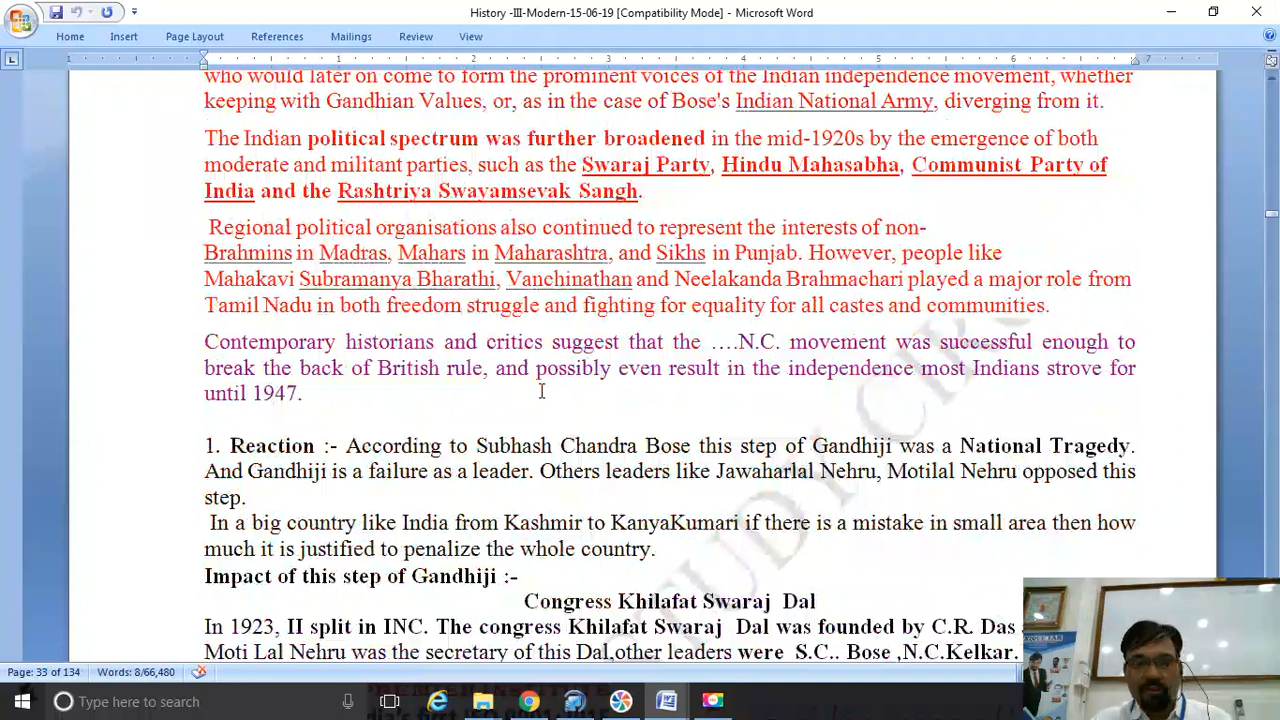 History -III-Modern-15-06-19 [Compatibility Mode] - Microsoft Word
Home Insert Page Layout References Mailings Review View
1 1 2 3 4 5 6 7
who would later on come to form the prominent voices of the Indian independence movement, whether
keeping with Gandhian Values, or, as in the case of Bose's Indian National Army, diverging from it.
The Indian political spectrum was further broadened in the mid-1920s by the emergence of both
moderate and militant parties, such as the Swaraj Party, Hindu Mahasabha, Communist Party of
India and the Rashtriya Swayamsevak Sangh.
Regional political organisations also continued to represent the interests of non-
Brahmins in Madras, Mahars in Maharashtra, and Sikhs in Punjab. However, people like
Mahakavi Subramanya Bharathi, Vanchinathan and Neelakanda Brahmachari played a major role from
Tamil Nadu in both freedom struggle and fighting for equality for all castes and communities.
Contemporary historians and critics suggest that the ….N.C. movement was successful enough to
break the back of British rule, and possibly even result in the independence most Indians strove for
until 1947.
1. Reaction :- According to Subhash Chandra Bose this step of Gandhiji was a National Tragedy.
And Gandhiji is a failure as a leader. Others leaders like Jawaharlal Nehru, Motilal Nehru opposed this
step.
In a big country like India from Kashmir to KanyaKumari if there is a mistake in small area then how
much it is justified to penalize the whole country.
Impact of this step of Gandhiji :-
Congress Khilafat Swaraj Dal
In 1923, II split in INC. The congress Khilafat Swaraj Dal was founded by C.R. Das
Moti Lal Nehru was the secretary of this Dal,other leaders were S.C.. Bose ,N.C.Kelkar.
STUDY CIR
Page: 33 of 134 Words: 8/66,480
Type here to search